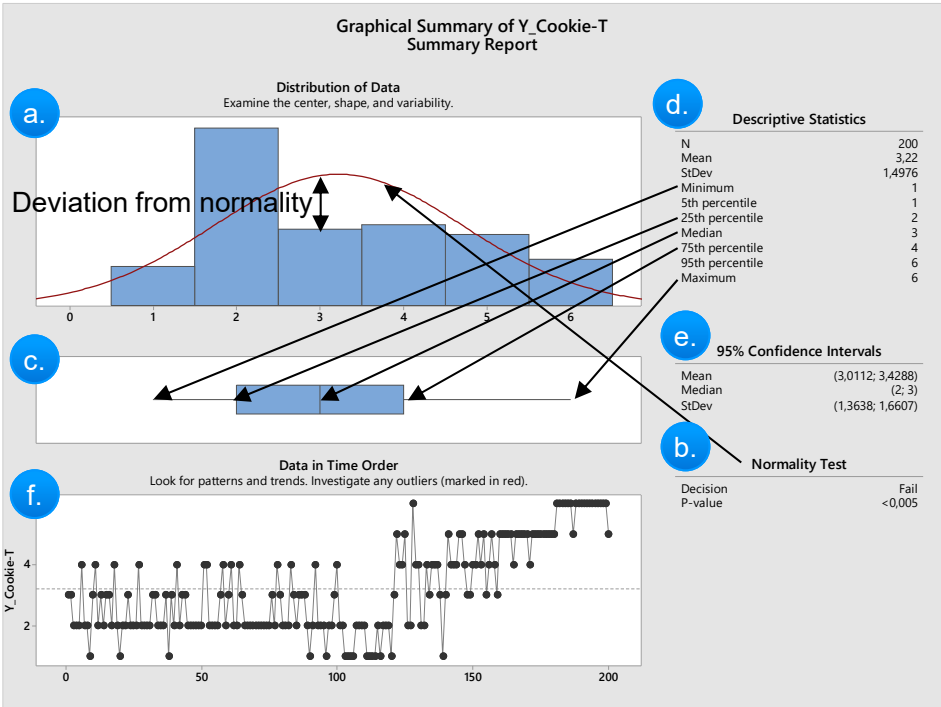 Graphical Summary of Y_Cookie-T
Summary Report
Distribution of Data
Examine the center, shape, and variability.
a.
Deviation from normality
0 1 2 3 4 5 6
c.
Data in Time Order
Look for patterns and trends. Investigate any outliers (marked in red).
f.
Y_Cookie-T
4
2
0 50 100 150 200
d.
Descriptive Statistics
N 200
Mean 3,22
StDev 1,4976
Minimum 1
5th percentile 1
25th percentile 2
Median 3
75th percentile 4
95th percentile 6
Maximum 6
e.
95% Confidence Intervals
Mean (3,0112; 3,4288)
Median (2; 3)
StDev (1,3638; 1,6607)
b.
Normality Test
Decision Fail
P-value <0,005